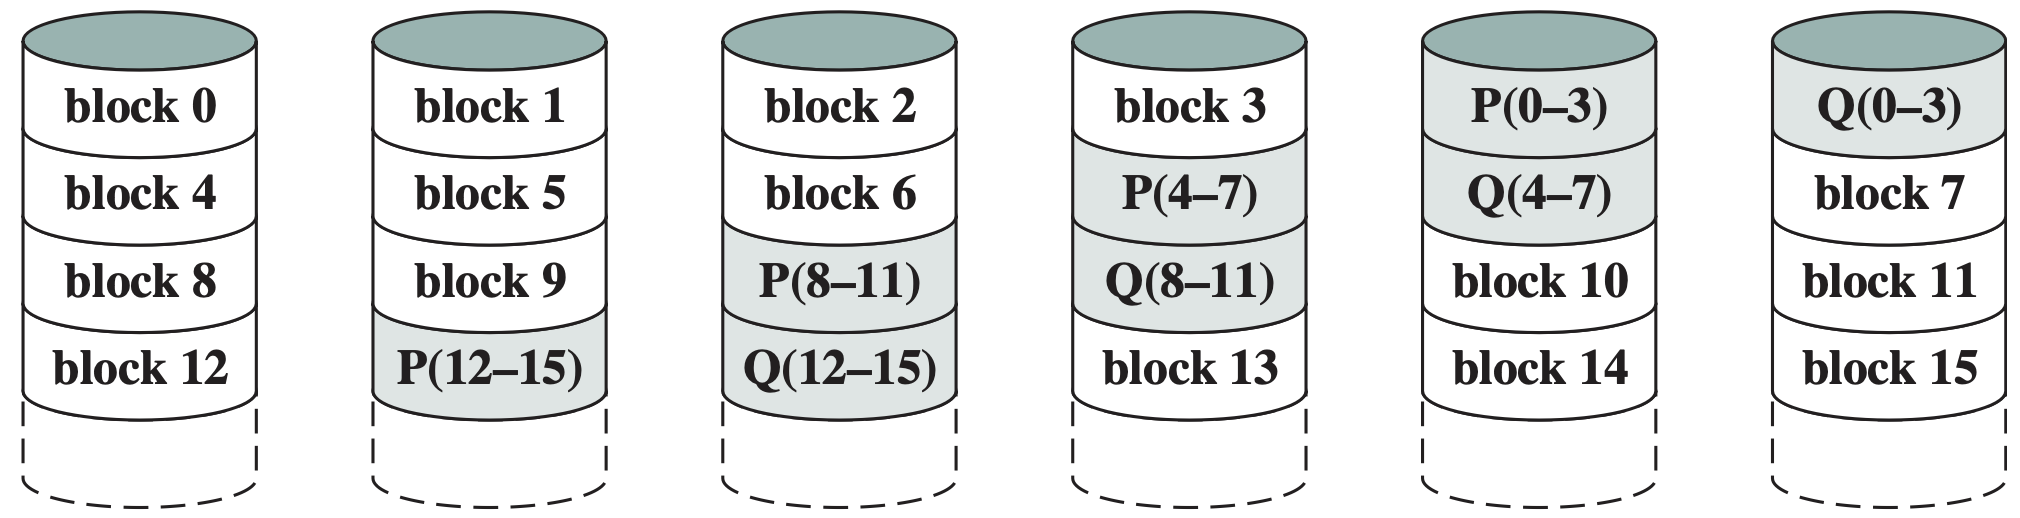 block 0 block 1 block 2 block 3 P(0–3) Q(0–3)
block 4 block 5 block 6 P(4–7) Q(4–7) block 7
block 8 block 9 P(8–11) Q(8–11) block 10 block 11
block 12 P(12–15) Q(12–15) block 13 block 14 block 15